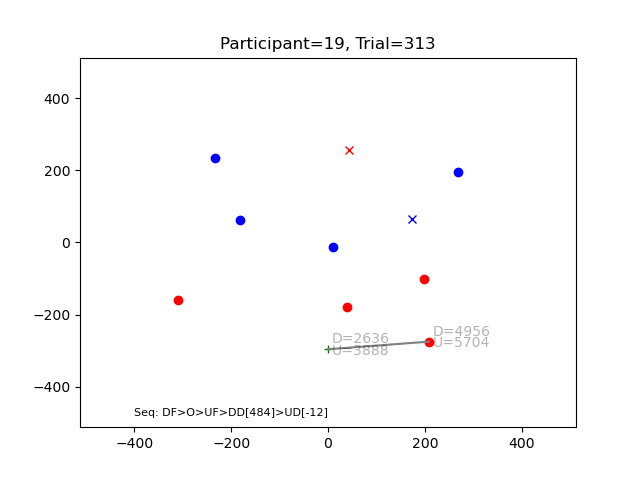 Participant=19, Trial=313
400
200
0
−200
−400
D=2636
U=3888
D=4956
U=5704
Seq: DF>O>UF>DD[484]>UD[-12]
−400 −200 0 200 400